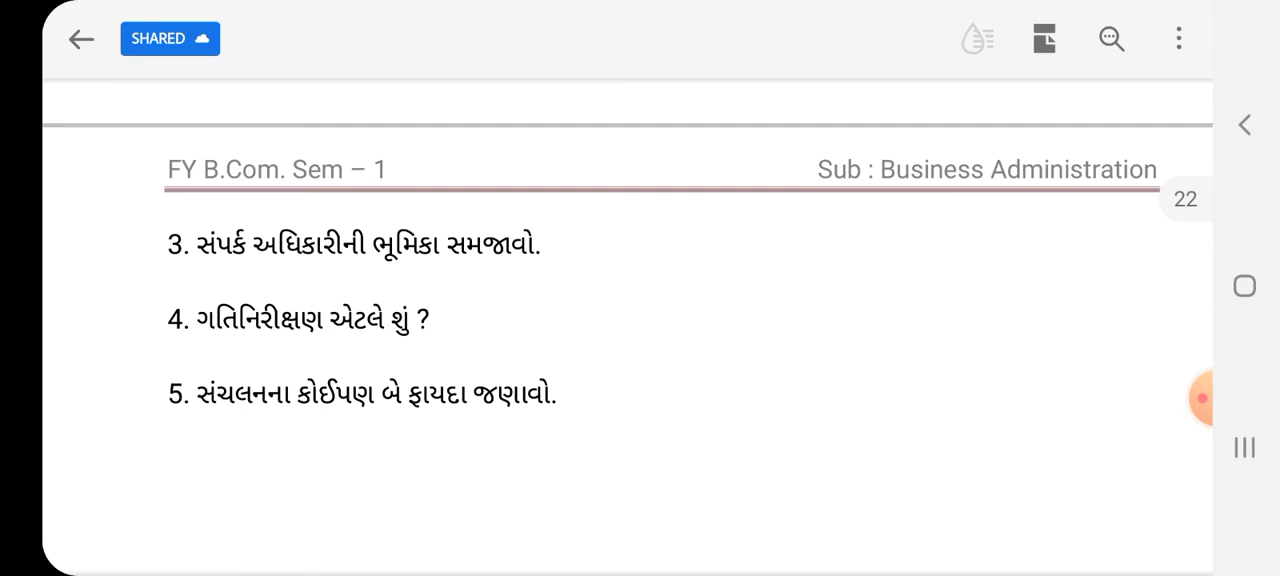 SHARED
FY B.Com. Sem – 1 Sub : Business Administration
22
3. સંપર્ક અધિકારીની ભૂમિકા સમજાવો.
4. ગતિનિરીક્ષણ એટલે શું ?
5. સંચલનના કોઈપણ બે ફાયદા જણાવો.